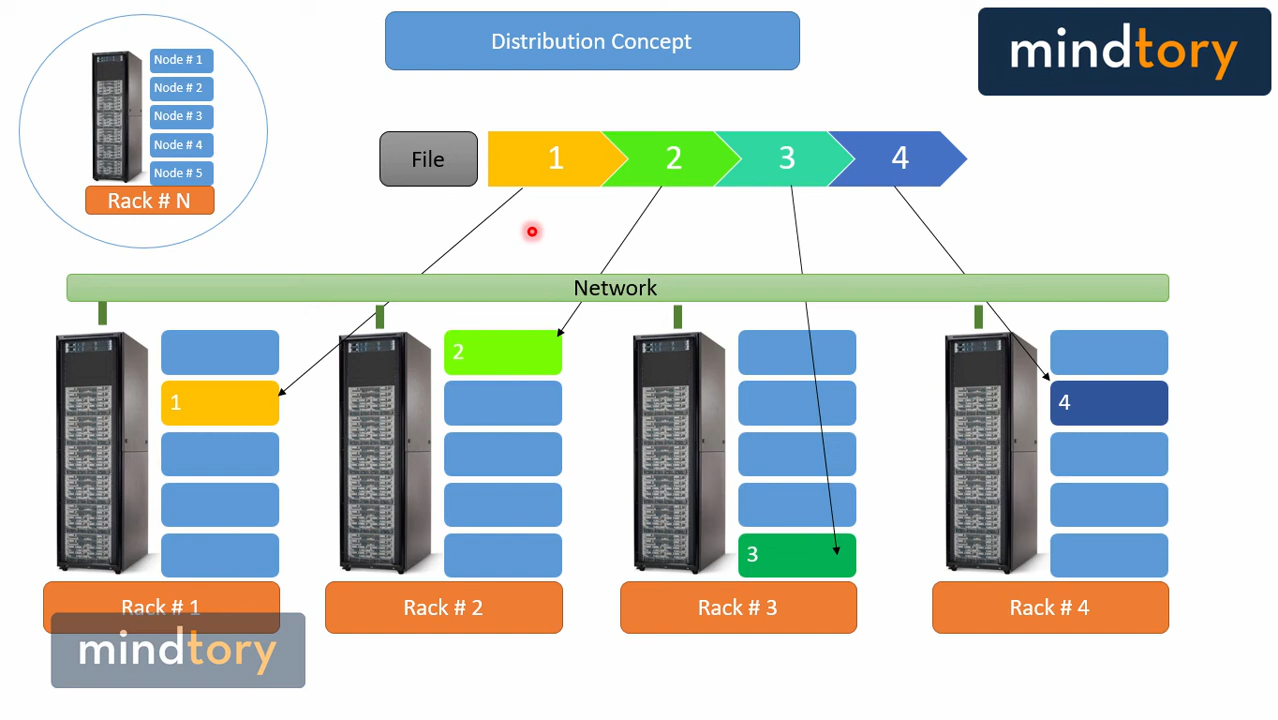 Distribution Concept
mindtory
Node # 1
Node # 2
Node # 3
Node # 4
Node # 5
Rack # N
File
1
2
3
4
Network
1
2
3
4
Rack # 1
Rack # 2
Rack # 3
Rack # 4
mindtory